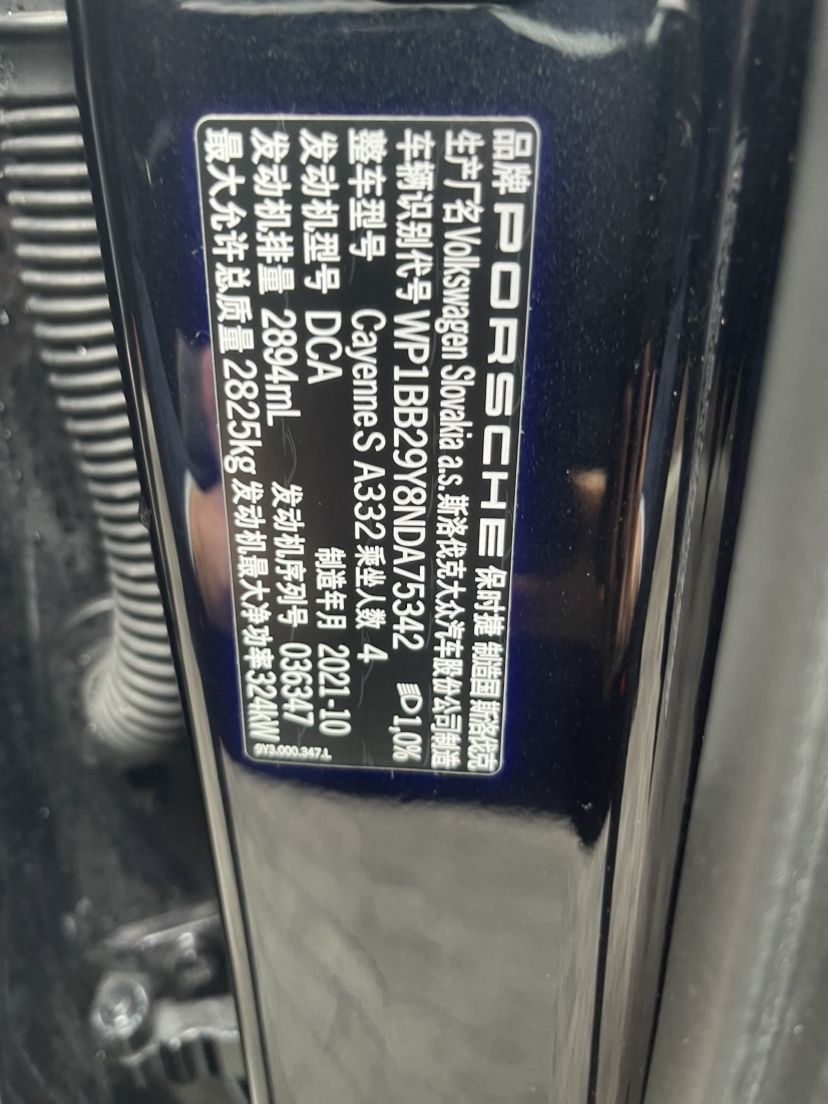 品牌 PORSCHE 保时捷 制造国 斯洛伐克
生产厂名 Volkswagen Slovakia a.s. 斯洛伐克大众汽车股份公司制造
车辆识别代号 WP1BB29Y8NDA75342 1,0%
整车型号 Cayenne S A332 乘坐人数 4
发动机型号 DCA 制造年月 2021-10
发动机排量 2894mL 发动机序列号 036347
最大允许总质量 2825kg 发动机最大净功率 324kW
9Y3.000.347.L